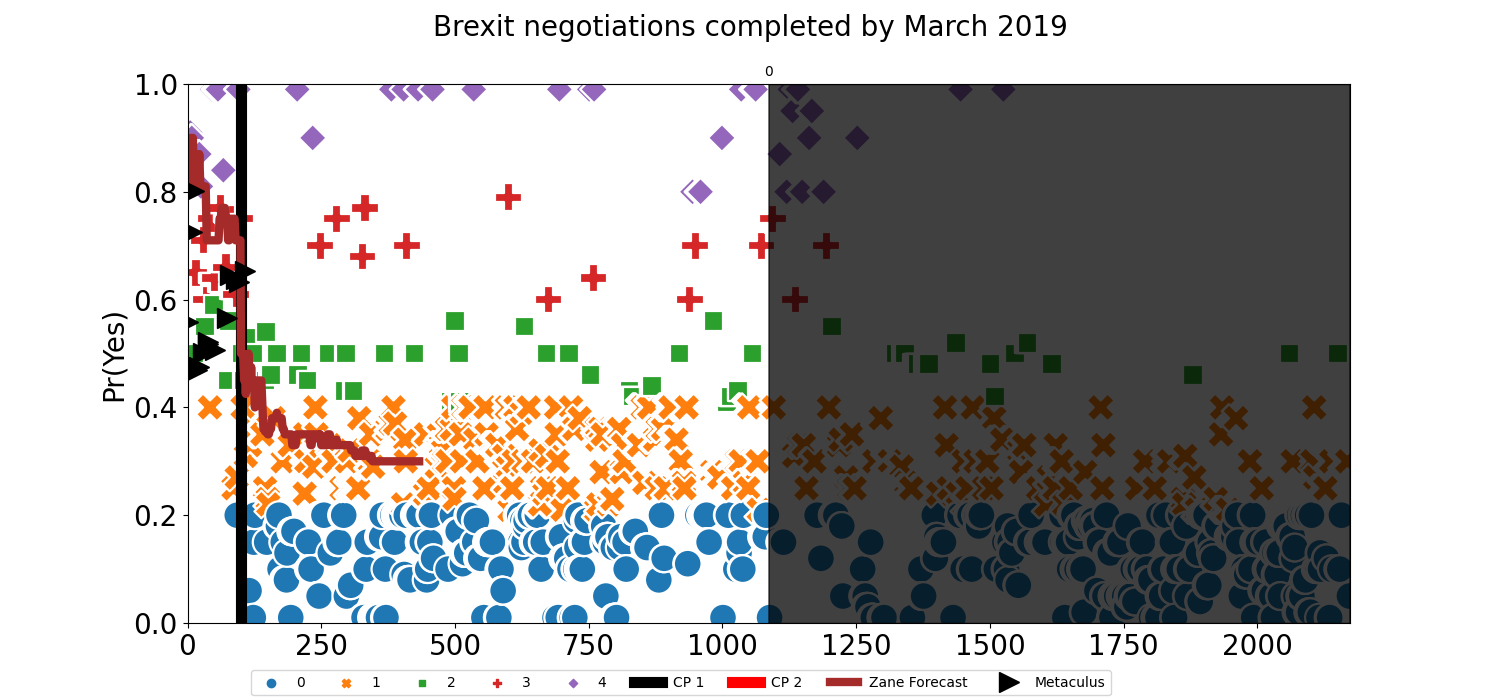 Brexit negotiations completed by March 2019
0
1.0
0.8
0.6
0.4
0.2
0.0
Pr(Yes)
0 250 500 750 1000 1250 1500 1750 2000
0 1 2 3 4 CP 1 CP 2 Zane Forecast Metaculus